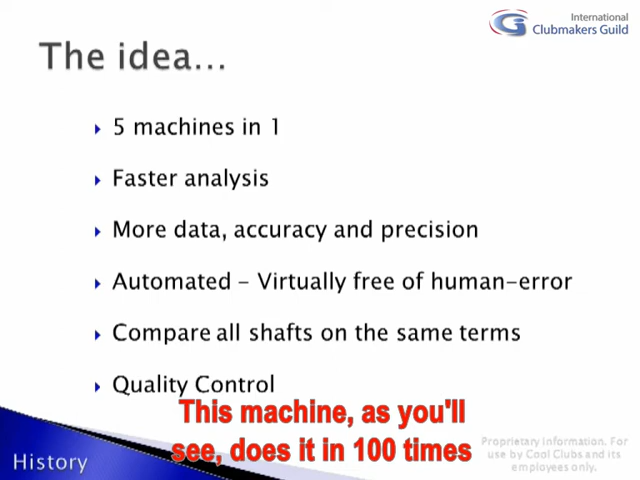 International
Clubmakers Guild
The idea...
5 machines in 1
Faster analysis
More data, accuracy and precision
Automated – Virtually free of human-error
Compare all shafts on the same terms
Quality Control
This machine, as you'll
see, does it in 100 times
Proprietary Information. For
use by Cool Clubs and its
employees only.
History